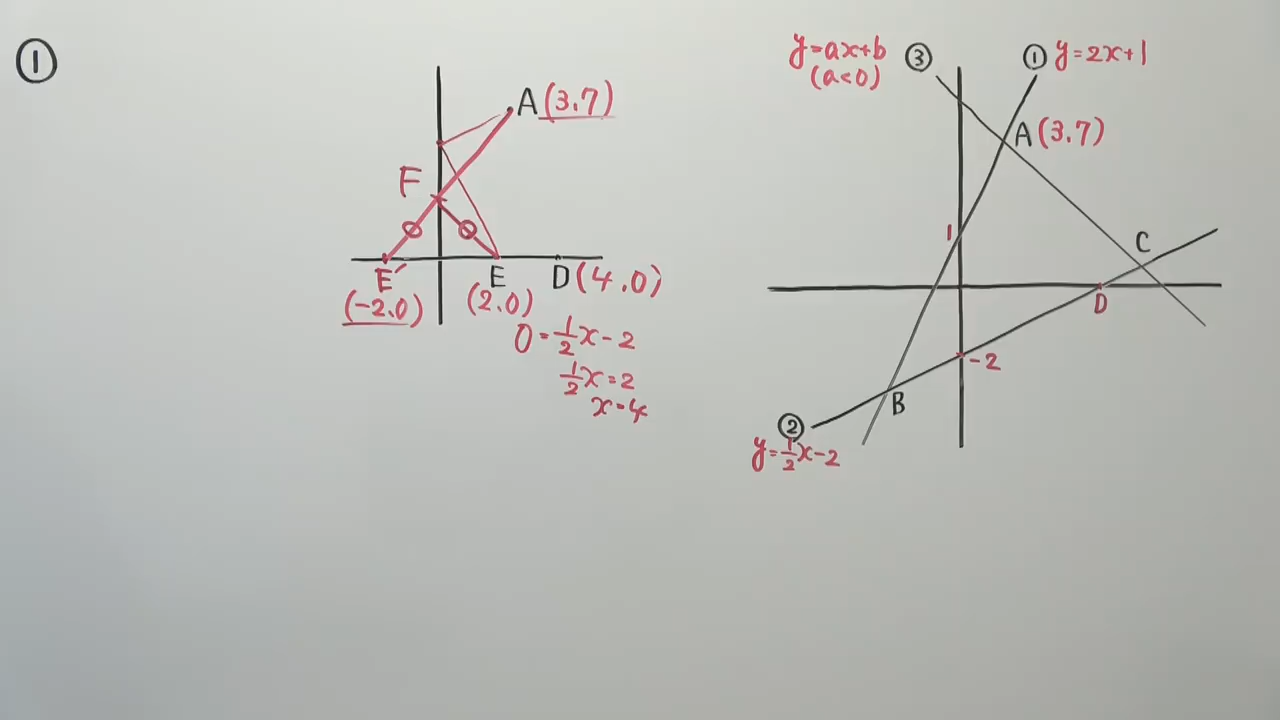 ①
A(3.7)
F
E′
(-2.0)
E
(2.0)
D(4.0)
0=1/2x-2
1/2x=2
x=4
y=ax+b
(a<0)
③
① y=2x+1
A(3.7)
1
C
D
-2
B
②
y=1/2x-2